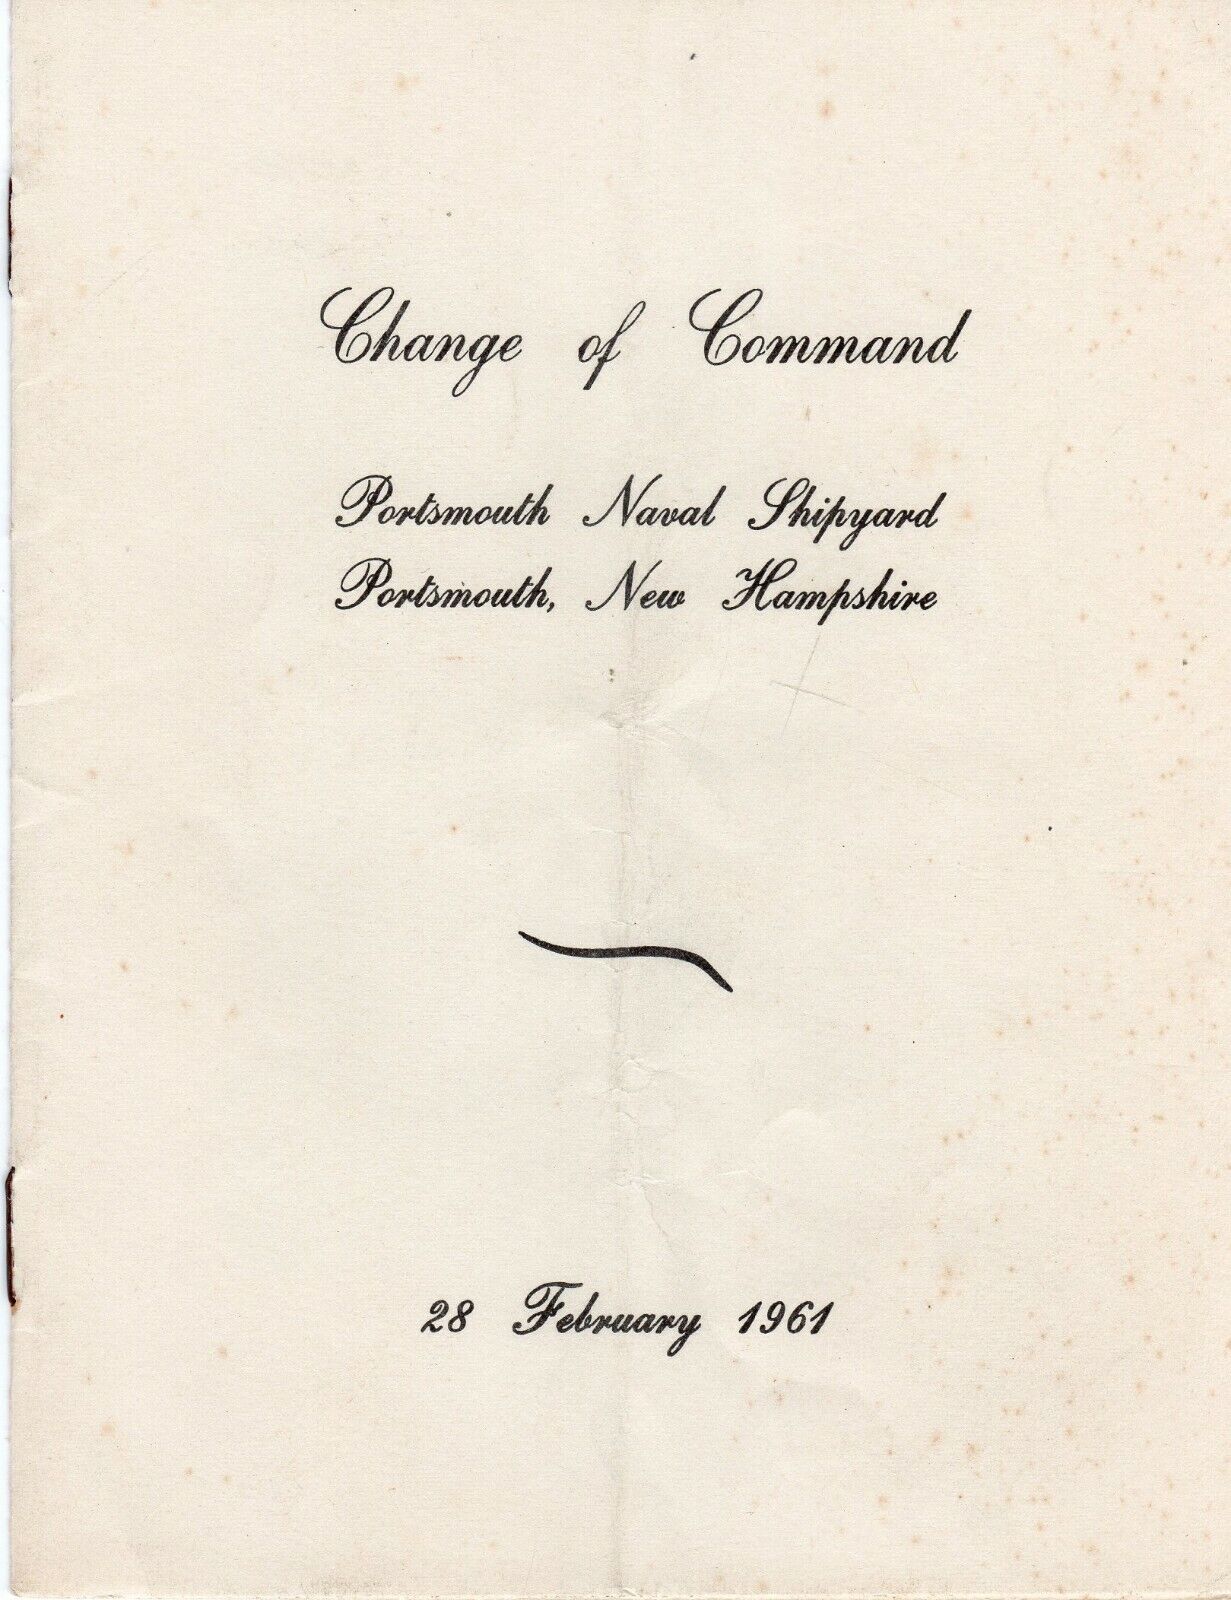 Change of Command
Portsmouth Naval Shipyard
Portsmouth, New Hampshire
28 February 1961